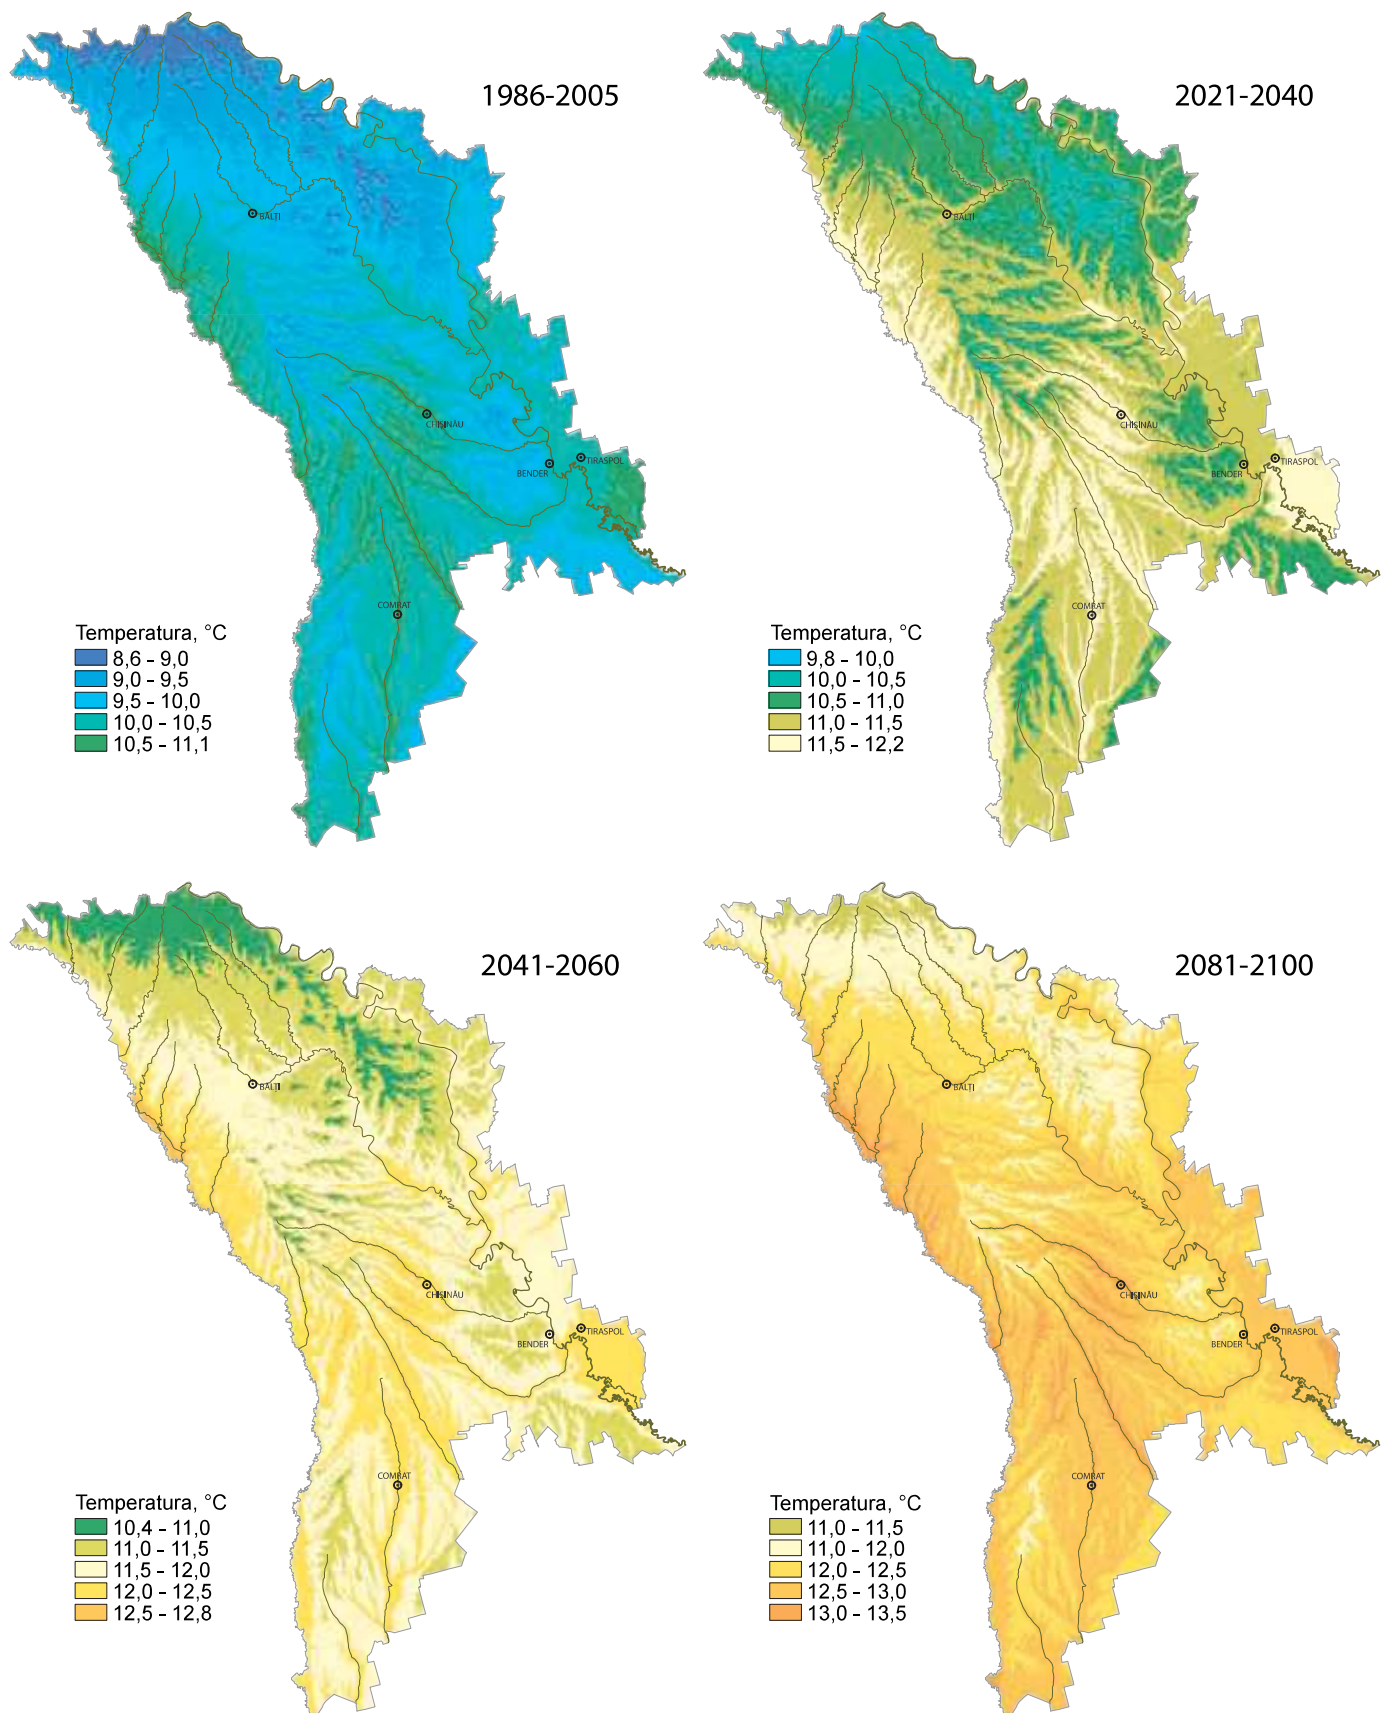 1986-2005
BĂLȚI
CHIȘINĂU
BENDER
TIRASPOL
COMRAT
Temperatura, °C
8,6 – 9,0
9,0 – 9,5
9,5 – 10,0
10,0 – 10,5
10,5 – 11,1
2021-2040
BĂLȚI
CHIȘINĂU
BENDER
TIRASPOL
COMRAT
Temperatura, °C
9,8 – 10,0
10,0 – 10,5
10,5 – 11,0
11,0 – 11,5
11,5 – 12,2
2041-2060
BĂLȚI
CHIȘINĂU
BENDER
TIRASPOL
COMRAT
Temperatura, °C
10,4 – 11,0
11,0 – 11,5
11,5 – 12,0
12,0 – 12,5
12,5 – 12,8
2081-2100
BĂLȚI
CHIȘINĂU
BENDER
TIRASPOL
COMRAT
Temperatura, °C
11,0 – 11,5
11,0 – 12,0
12,0 – 12,5
12,5 – 13,0
13,0 – 13,5